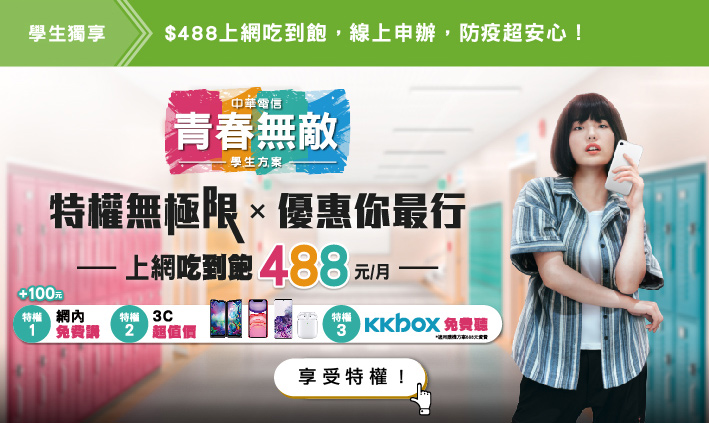 學生獨享
$488上網吃到飽，線上申辦，防疫超安心！
中華電信
青春無敵
學生方案
特權無極限×優惠你最行
上網吃到飽488元/月
+100元
特權1 網內免費講
特權2 3C超值價
特權3 KKBOX免費聽
享受特權！